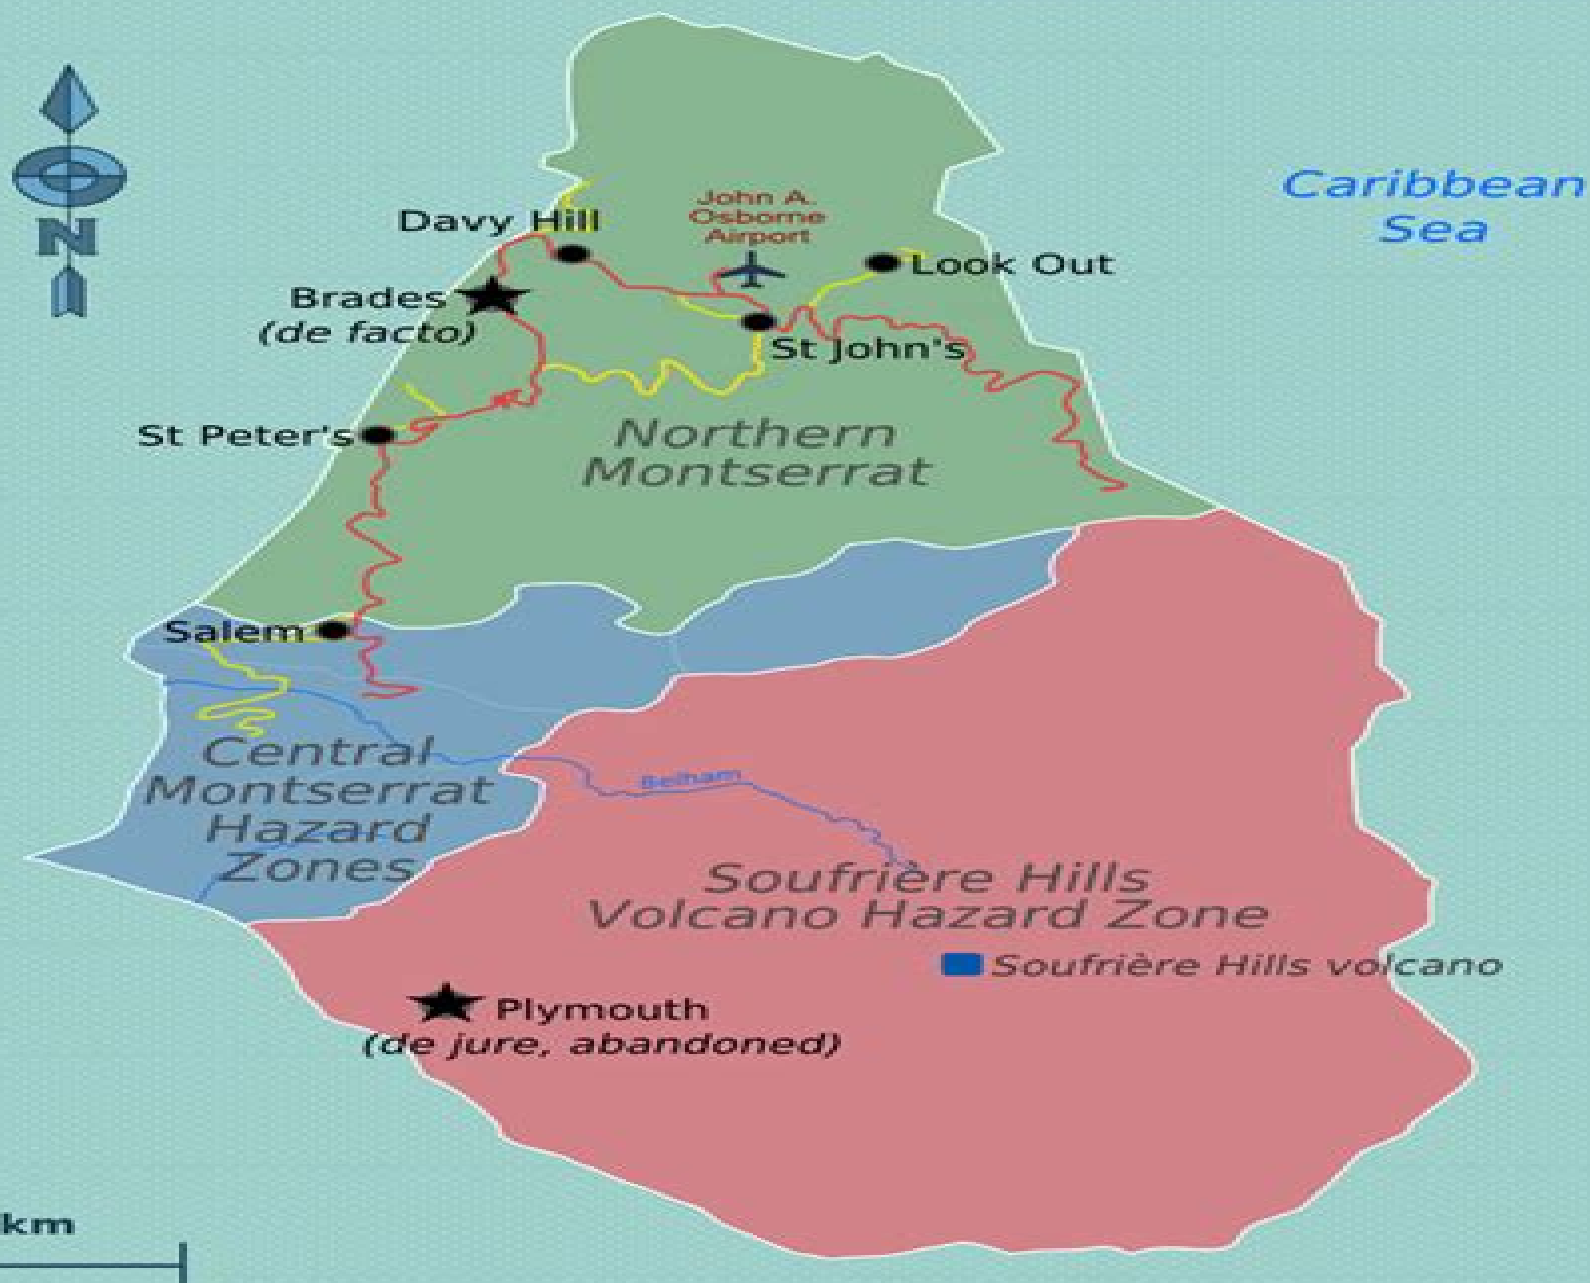 N
Caribbean
Sea
John A.
Osborne
Airport
Davy Hill
Look Out
Brades
(de facto)
St John's
St Peter's
Northern
Montserrat
Salem
Central
Montserrat
Hazard
Zones
Belham
Soufrière Hills
Volcano Hazard Zone
Soufrière Hills volcano
Plymouth
(de jure, abandoned)
km